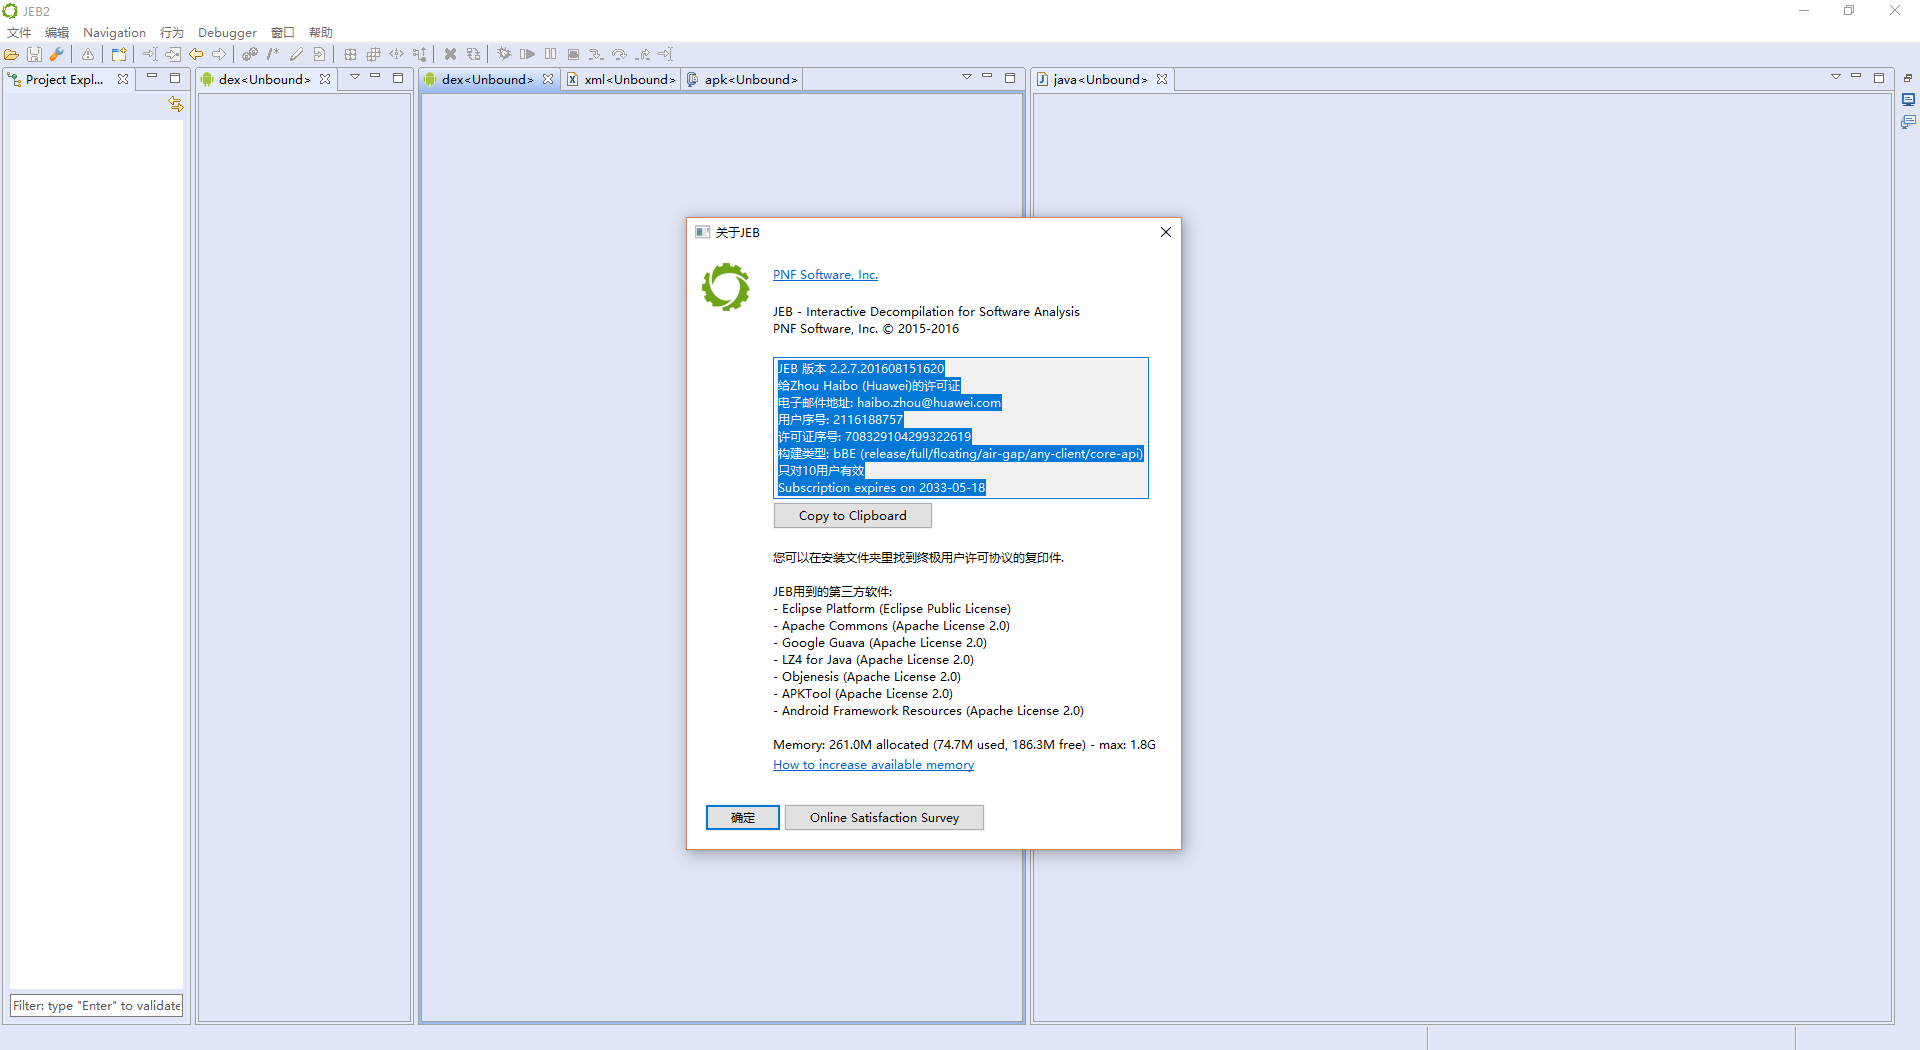 JEB2
文件 编辑 Navigation 行为 Debugger 窗口 帮助
Project Expl...
dex<Unbound>
dex<Unbound>
xml<Unbound>
apk<Unbound>
java<Unbound>
关于JEB
PNF Software, Inc.
JEB - Interactive Decompilation for Software Analysis
PNF Software, Inc. © 2015-2016
JEB 版本 2.2.7.201608151620
给Zhou Haibo (Huawei)的许可证
电子邮件地址: haibo.zhou@huawei.com
用户序号: 2116188757
许可证序号: 708329104299322619
构建类型: bBE (release/full/floating/air-gap/any-client/core-api)
只对10用户有效
Subscription expires on 2033-05-18
Copy to Clipboard
您可以在安装文件夹里找到终极用户许可协议的复印件.
JEB用到的第三方软件:
- Eclipse Platform (Eclipse Public License)
- Apache Commons (Apache License 2.0)
- Google Guava (Apache License 2.0)
- LZ4 for Java (Apache License 2.0)
- Objenesis (Apache License 2.0)
- APKTool (Apache License 2.0)
- Android Framework Resources (Apache License 2.0)
Memory: 261.0M allocated (74.7M used, 186.3M free) - max: 1.8G
How to increase available memory
确定
Online Satisfaction Survey
Filter: type "Enter" to validate